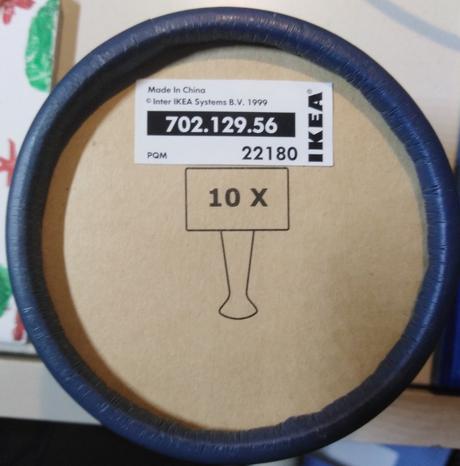 Made In China
© Inter IKEA Systems B.V. 1999
702.129.56
PQM 22180
IKEA®
10 X